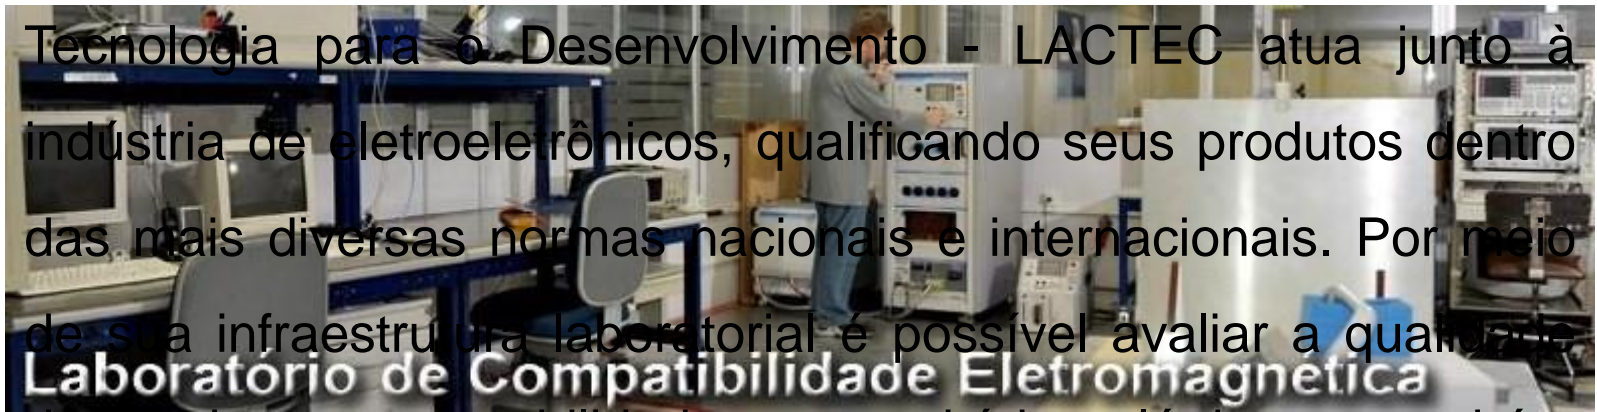 Tecnologia para o Desenvolvimento - LACTEC atua junto à
indústria de eletroeletrônicos, qualificando seus produtos dentro
das mais diversas normas nacionais e internacionais. Por meio
de sua infraestrutura laboratorial é possível avaliar a qualidade
Laboratório de Compatibilidade Eletromagnética